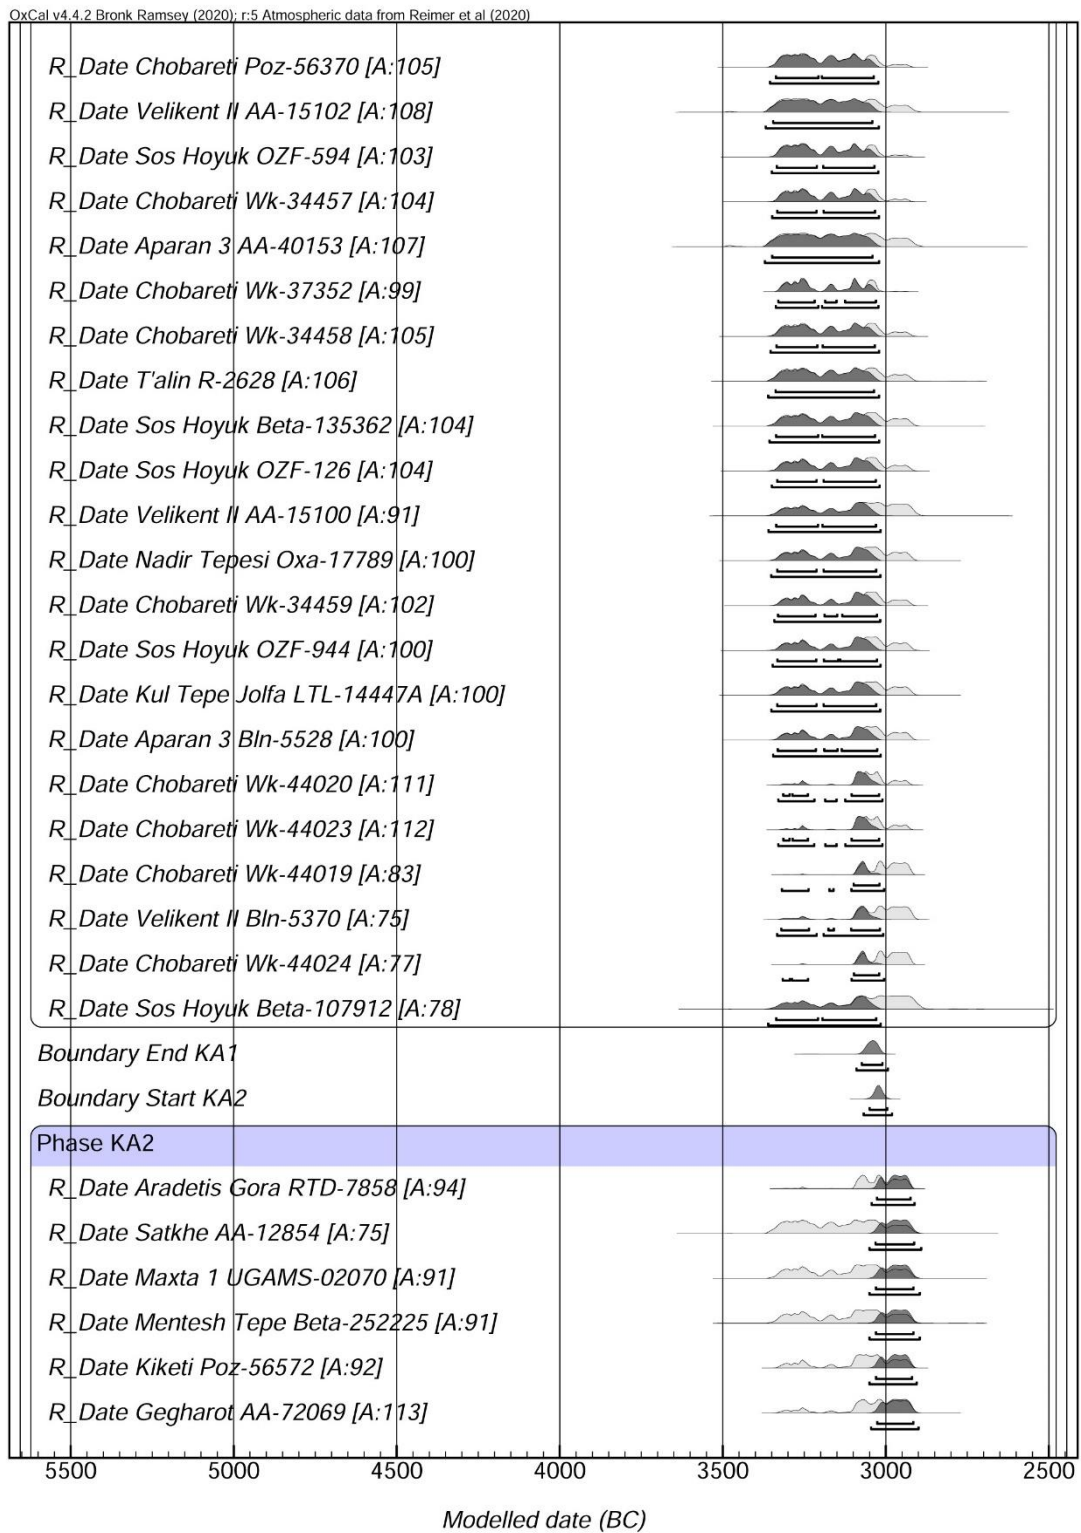 OxCal v4.4.2 Bronk Ramsey (2020); r:5 Atmospheric data from Reimer et al (2020)
R_Date Chobareti Poz-56370 [A:105]
R_Date Velikent II AA-15102 [A:108]
R_Date Sos Hoyuk OZF-594 [A:103]
R_Date Chobareti Wk-34457 [A:104]
R_Date Aparan 3 AA-40153 [A:107]
R_Date Chobareti Wk-37352 [A:99]
R_Date Chobareti Wk-34458 [A:105]
R_Date T'alin R-2628 [A:106]
R_Date Sos Hoyuk Beta-135362 [A:104]
R_Date Sos Hoyuk OZF-126 [A:104]
R_Date Velikent II AA-15100 [A:91]
R_Date Nadir Tepesi Oxa-17789 [A:100]
R_Date Chobareti Wk-34459 [A:102]
R_Date Sos Hoyuk OZF-944 [A:100]
R_Date Kul Tepe Jolfa LTL-14447A [A:100]
R_Date Aparan 3 Bln-5528 [A:100]
R_Date Chobareti Wk-44020 [A:111]
R_Date Chobareti Wk-44023 [A:112]
R_Date Chobareti Wk-44019 [A:83]
R_Date Velikent II Bln-5370 [A:75]
R_Date Chobareti Wk-44024 [A:77]
R_Date Sos Hoyuk Beta-107912 [A:78]
Boundary End KA1
Boundary Start KA2
Phase KA2
R_Date Aradetis Gora RTD-7858 [A:94]
R_Date Satkhe AA-12854 [A:75]
R_Date Maxta 1 UGAMS-02070 [A:91]
R_Date Mentesh Tepe Beta-252225 [A:91]
R_Date Kiketi Poz-56572 [A:92]
R_Date Gegharot AA-72069 [A:113]
5500 5000 4500 4000 3500 3000 2500
Modelled date (BC)